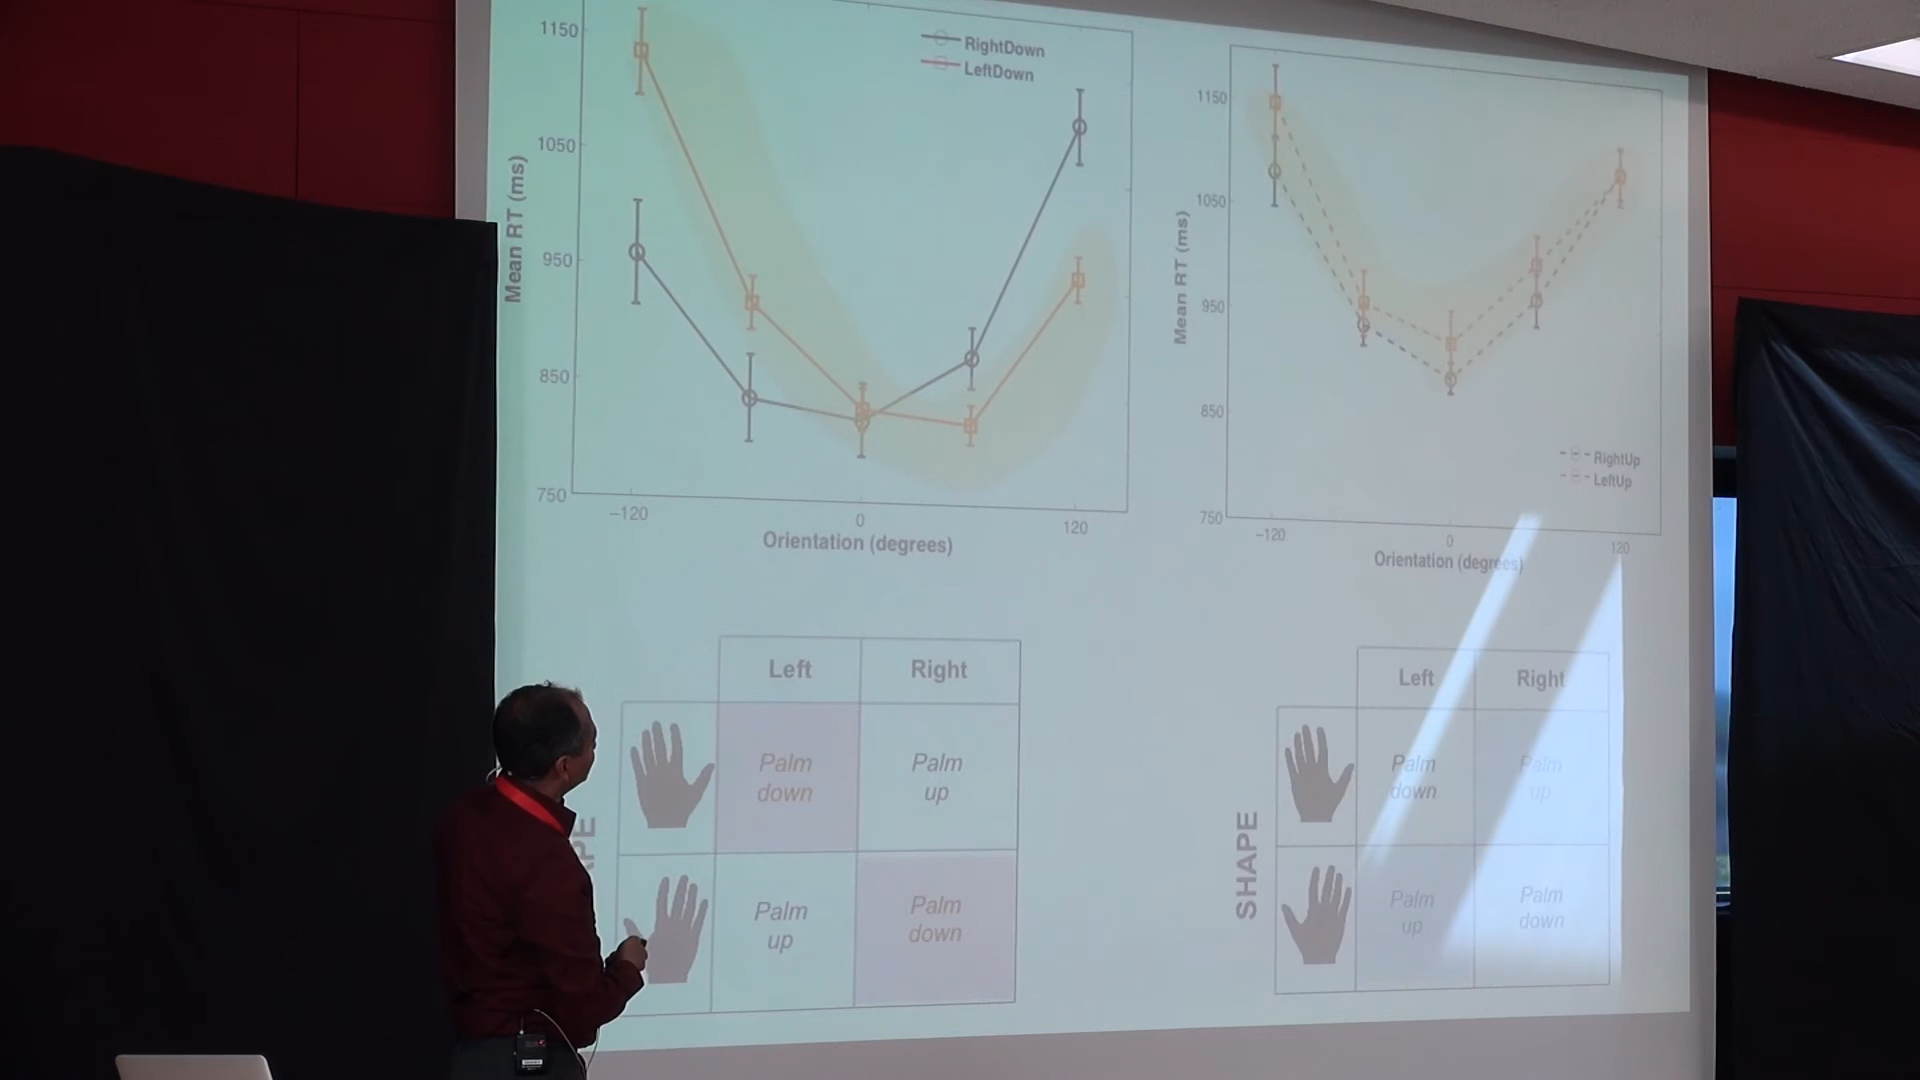 1150
1050
950
850
750
Mean RT (ms)
RightDown
LeftDown
−120
0
120
Orientation (degrees)
1150
1050
950
850
750
Mean RT (ms)
RightUp
LeftUp
−120
0
120
Orientation (degrees)
Left Right
Palm
down
Palm
up
Palm
up
Palm
down
SHAPE
Left Right
Palm
down
Palm
up
Palm
up
Palm
down